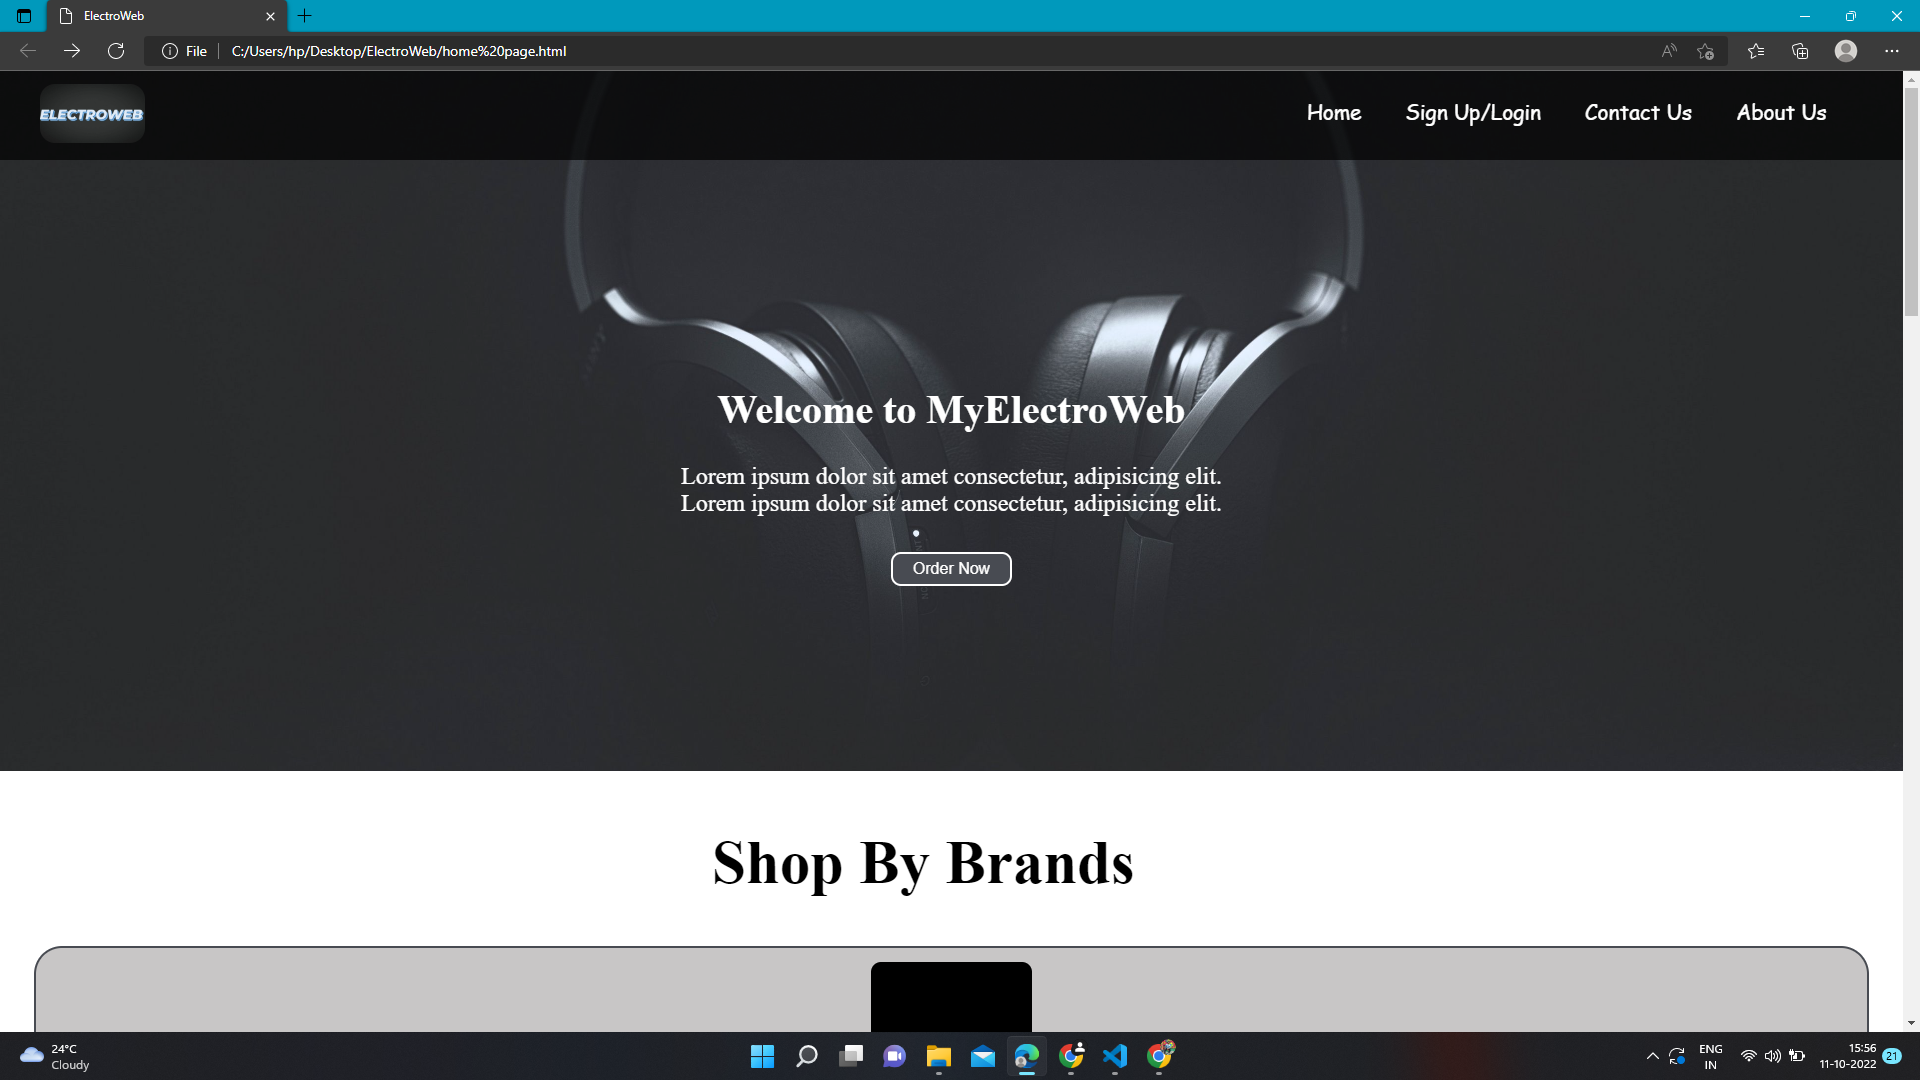 ElectroWeb
File
C:/Users/hp/Desktop/ElectroWeb/home%20page.html
ELECTROWEB
Home
Sign Up/Login
Contact Us
About Us
Welcome to MyElectroWeb
Lorem ipsum dolor sit amet consectetur, adipisicing elit.
Lorem ipsum dolor sit amet consectetur, adipisicing elit.
Order Now
Shop By Brands
24°C
Cloudy
ENG
IN
15:56
11-10-2022
21